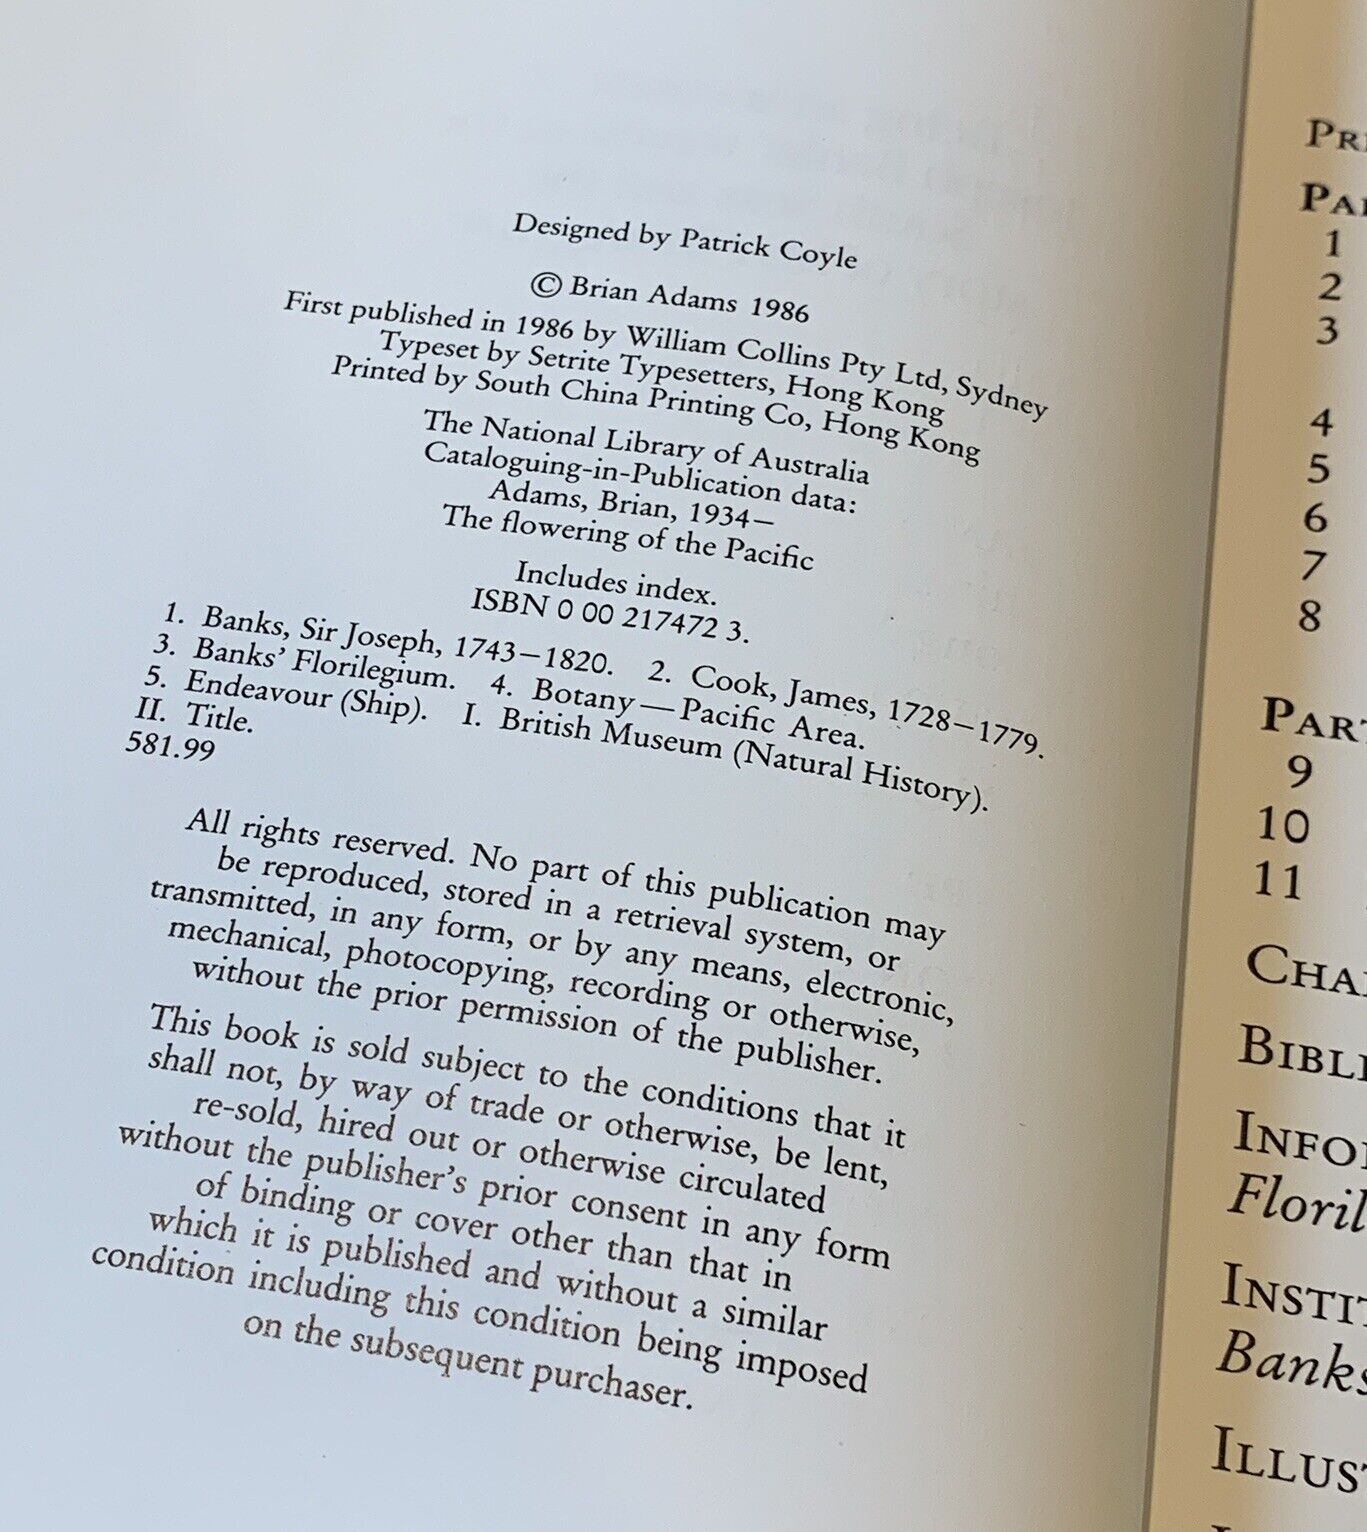 Designed by Patrick Coyle
© Brian Adams 1986
First published in 1986 by William Collins Pty Ltd, Sydney
Typeset by Setrite Typesetters, Hong Kong
Printed by South China Printing Co, Hong Kong
The National Library of Australia
Cataloguing-in-Publication data:
Adams, Brian, 1934–
The flowering of the Pacific
Includes index.
ISBN 0 00 217472 3.
1. Banks, Sir Joseph, 1743–1820. 2. Cook, James, 1728–1779.
3. Banks’ Florilegium. 4. Botany — Pacific Area.
5. Endeavour (Ship). I. British Museum (Natural History).
II. Title.
581.99
All rights reserved. No part of this publication may
be reproduced, stored in a retrieval system, or
transmitted, in any form, or by any means, electronic,
mechanical, photocopying, recording or otherwise,
without the prior permission of the publisher.
This book is sold subject to the conditions that it
shall not, by way of trade or otherwise, be lent,
re-sold, hired out or otherwise circulated
without the publisher’s prior consent in any form
of binding or cover other than that in
which it is published and without a similar
condition including this condition being imposed
on the subsequent purchaser.
1
2
3
4
5
6
7
8
9
10
11